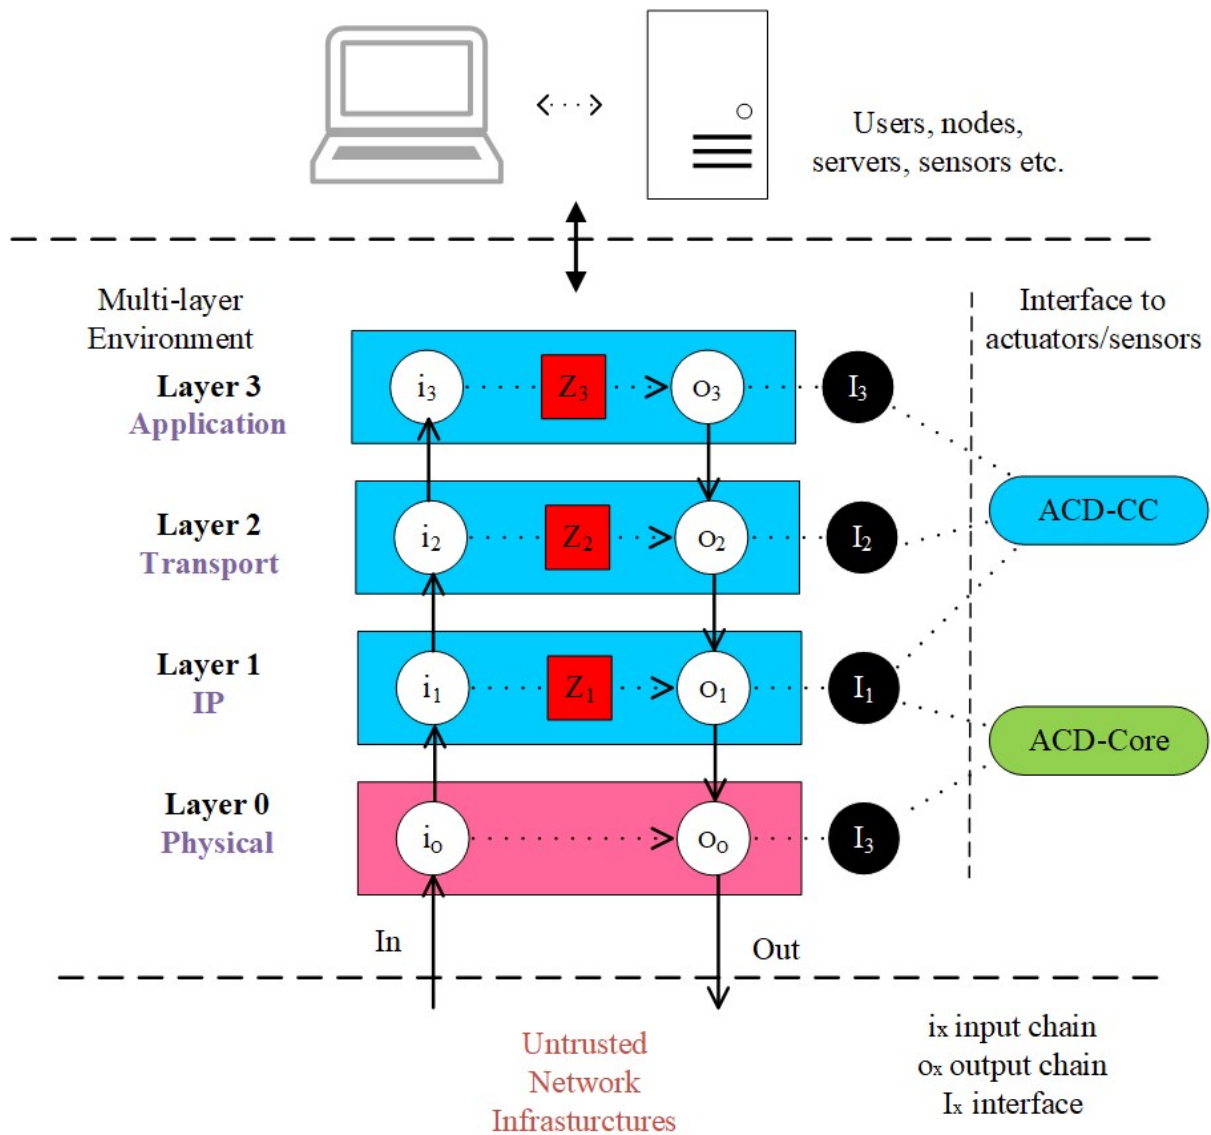 Users, nodes,
servers, sensors etc.
Multi-layer
Environment
Interface to
actuators/sensors
Layer 3
Application
i₃
Z₃
o₃
I₃
ACD-CC
Layer 2
Transport
i₂
Z₂
o₂
I₂
Layer 1
IP
i₁
Z₁
o₁
I₁
ACD-Core
Layer 0
Physical
i₀
o₀
I₃
In
Out
Untrusted
Network
Infrasturctures
iₓ input chain
oₓ output chain
Iₓ interface